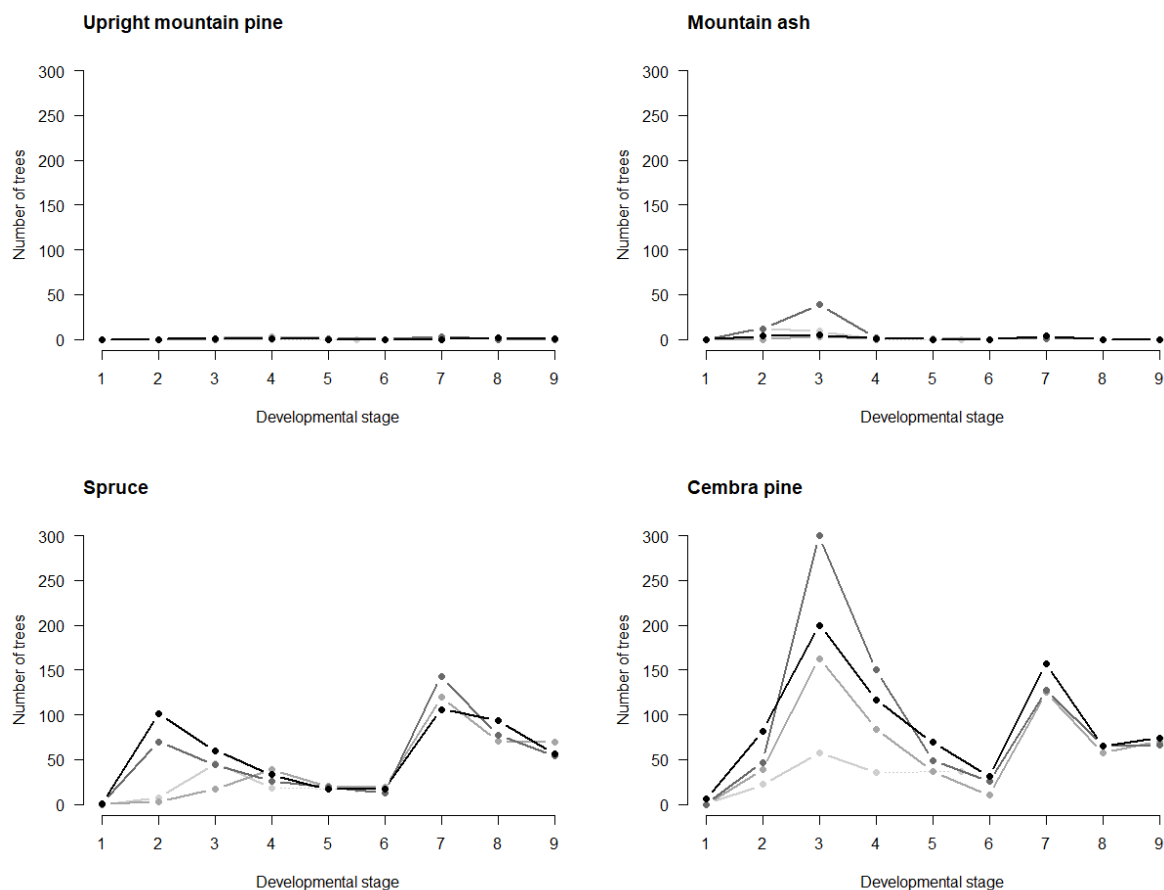 Upright mountain pine
300
250
200
150
100
50
0
Number of trees
1 2 3 4 5 6 7 8 9
Developmental stage
Mountain ash
300
250
200
150
100
50
0
Number of trees
1 2 3 4 5 6 7 8 9
Developmental stage
Spruce
300
250
200
150
100
50
0
Number of trees
1 2 3 4 5 6 7 8 9
Developmental stage
Cembra pine
300
250
200
150
100
50
0
Number of trees
1 2 3 4 5 6 7 8 9
Developmental stage